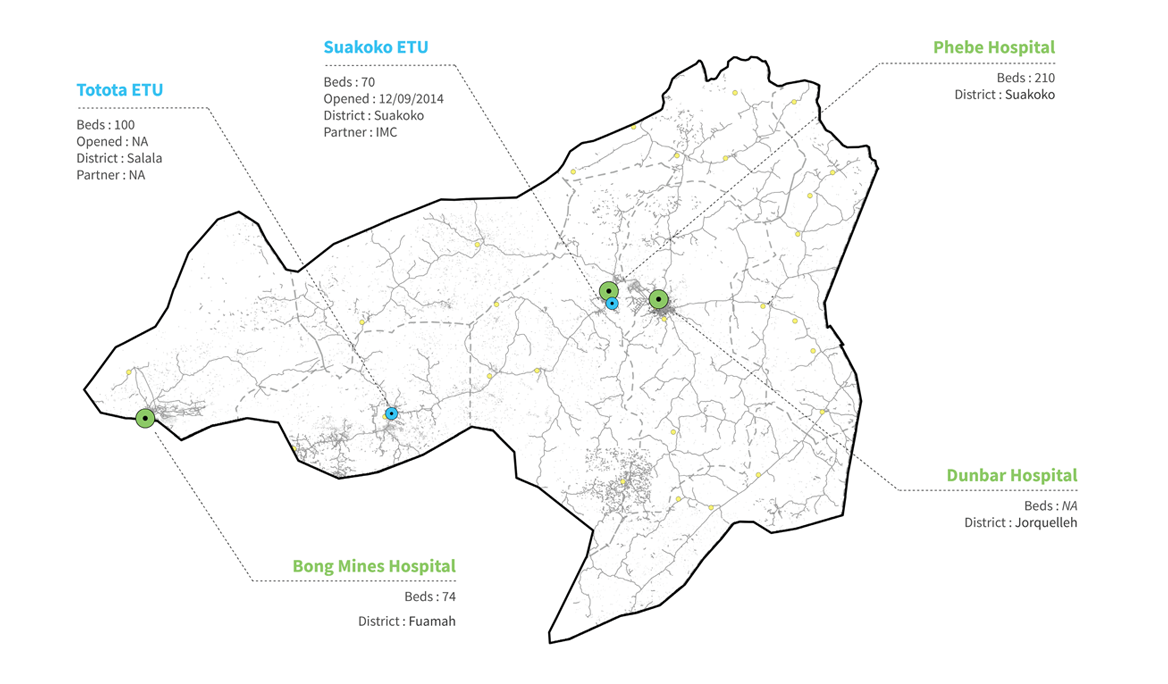 Suakoko ETU
Beds : 70
Opened : 12/09/2014
District : Suakoko
Partner : IMC
Phebe Hospital
Beds : 210
District : Suakoko
Totota ETU
Beds : 100
Opened : NA
District : Salala
Partner : NA
Dunbar Hospital
Beds : NA
District : Jorquelleh
Bong Mines Hospital
Beds : 74
District : Fuamah